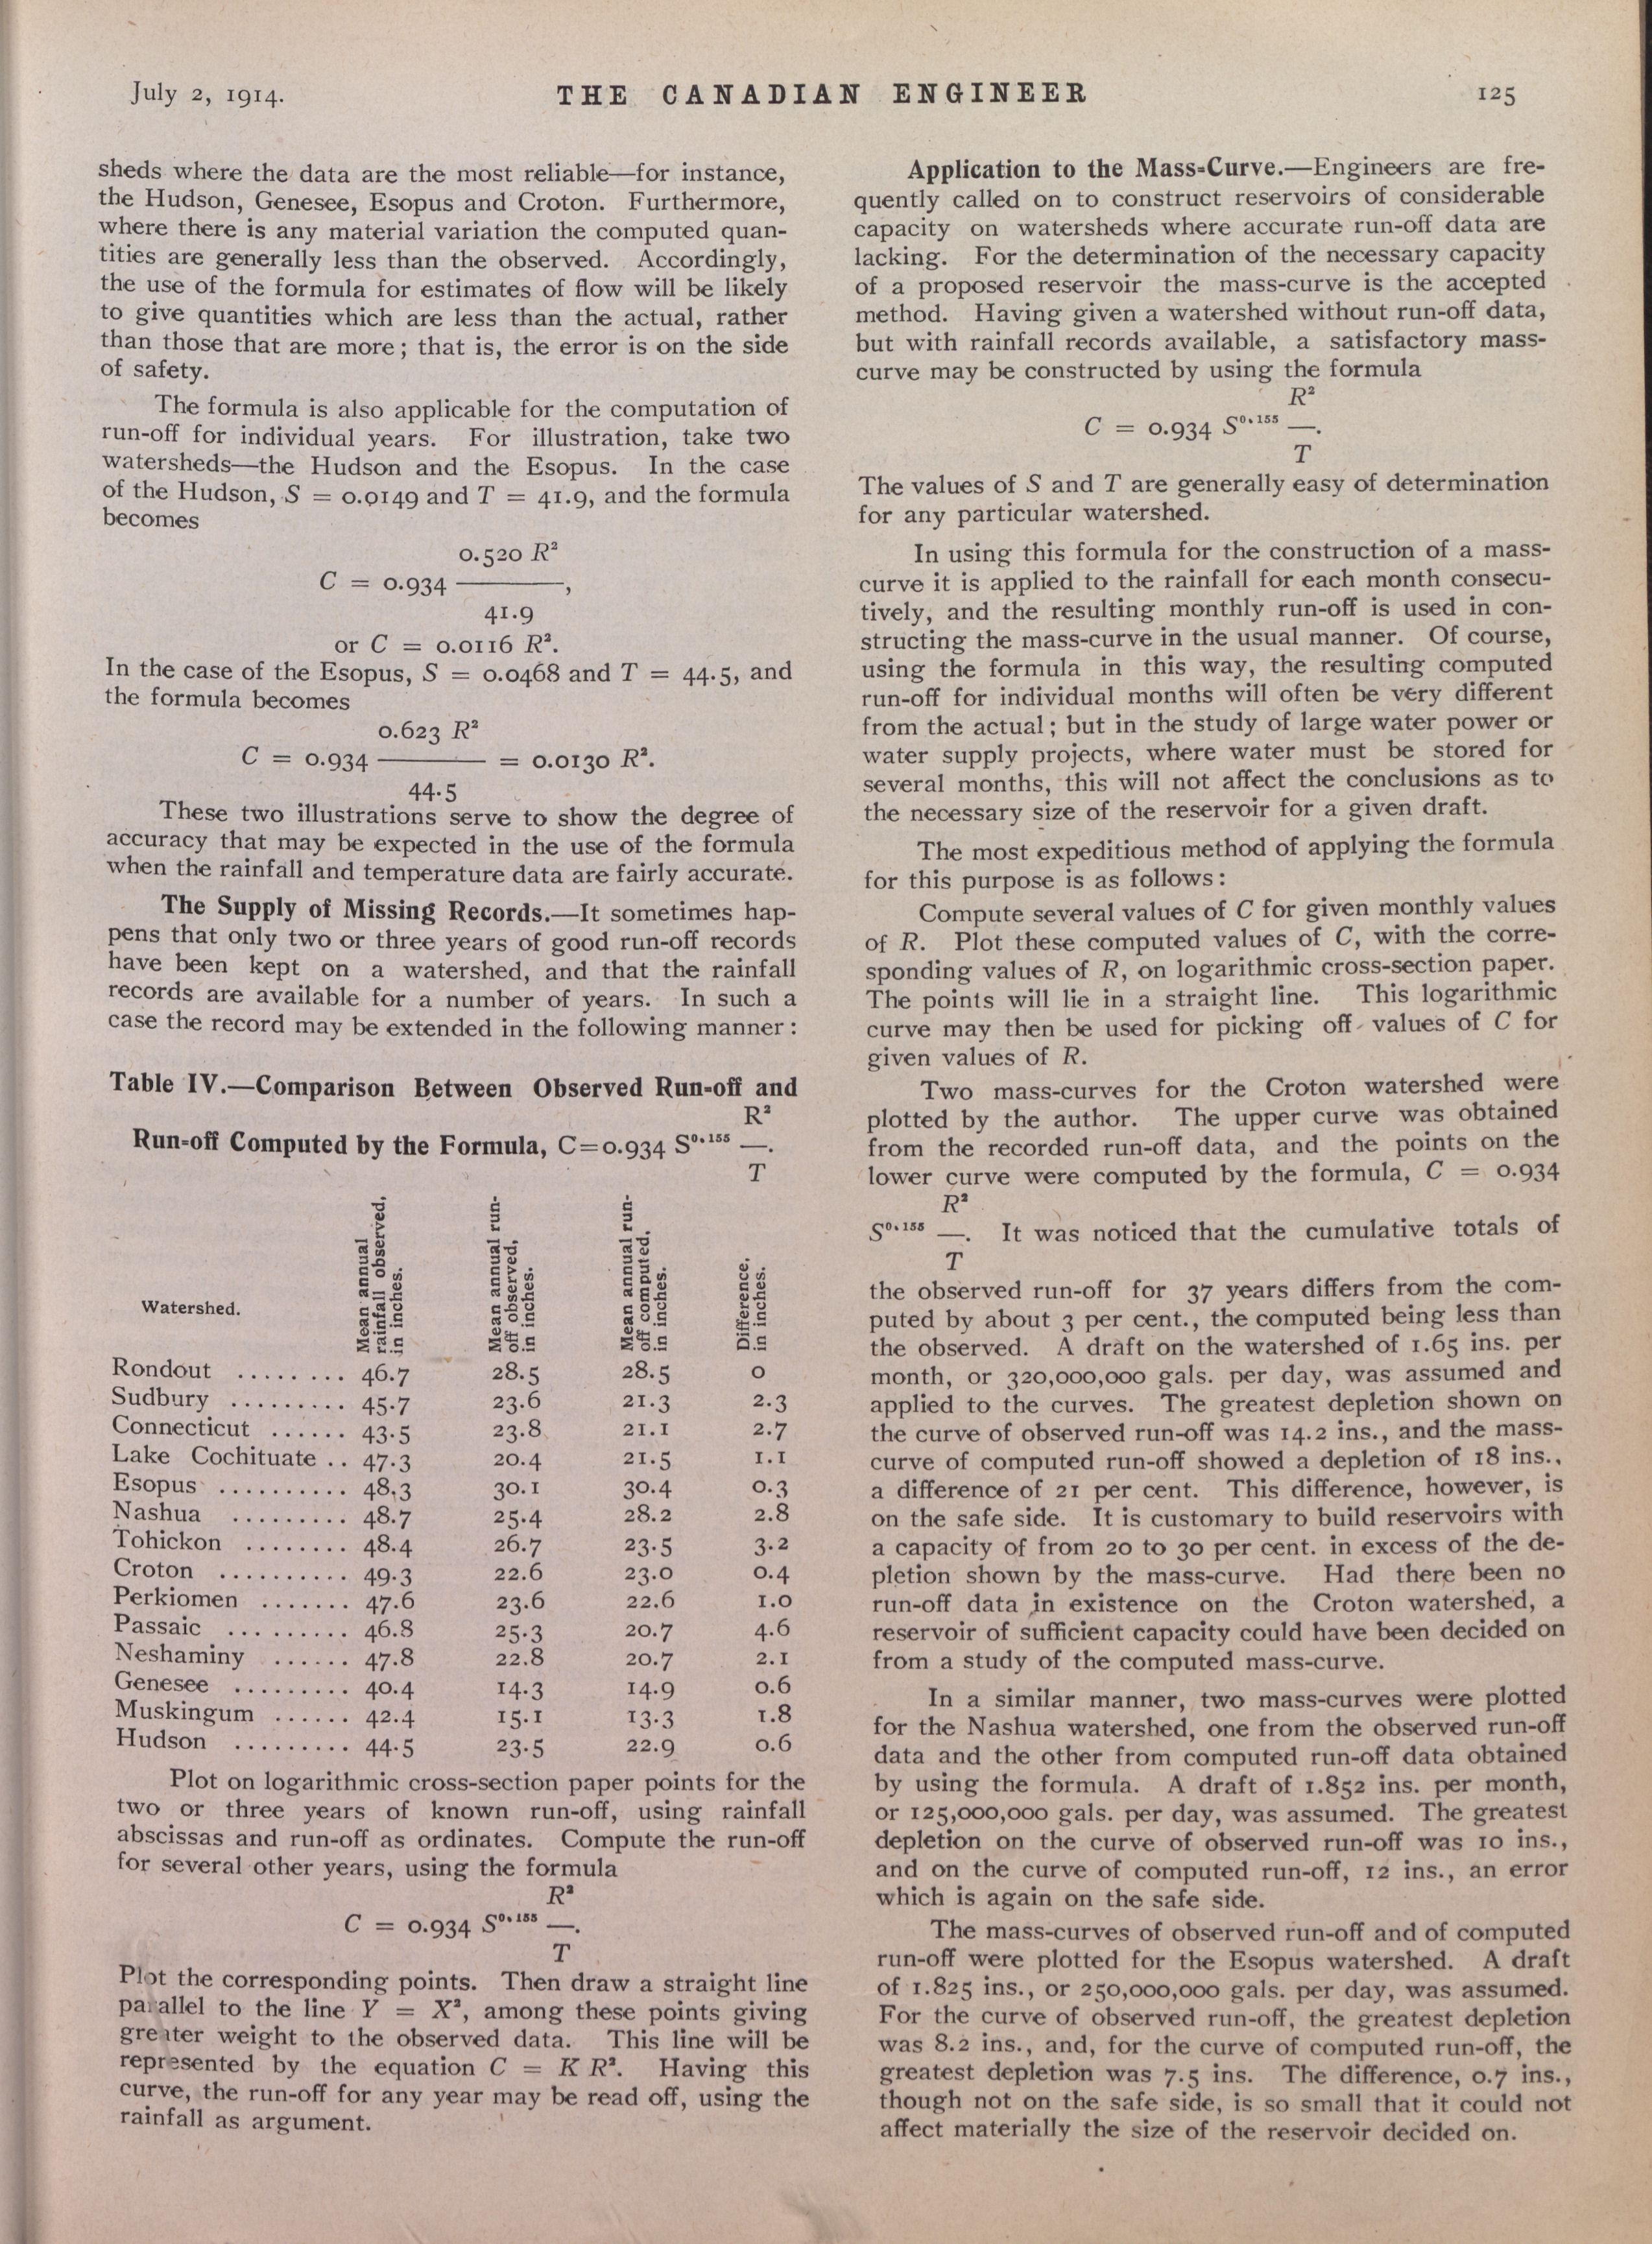 July 2, 1914.
THE CANADIAN ENGINEER
125
sheds where the data are the most reliable—for instance,
the Hudson, Genesee, Esopus and Croton. Furthermore,
where there is any material variation the computed quan-
tities are generally less than the observed. Accordingly,
the use of the formula for estimates of flow will be likely
to give quantities which are less than the actual, rather
than those that are more; that is, the error is on the side
of safety.
The formula is also applicable for the computation of
run-off for individual years. For illustration, take two
watersheds—the Hudson and the Esopus. In the case
of the Hudson, S = 0.0149 and T = 41.9, and the formula
becomes
0.520 R²
C = 0.934 ————,
41.9
or C = 0.0116 R².
In the case of the Esopus, S = 0.0468 and T = 44.5, and
the formula becomes
0.623 R²
C = 0.934 ———— = 0.0130 R².
44.5
These two illustrations serve to show the degree of
accuracy that may be expected in the use of the formula
when the rainfall and temperature data are fairly accurate.
The Supply of Missing Records.—It sometimes hap-
pens that only two or three years of good run-off records
have been kept on a watershed, and that the rainfall
records are available for a number of years. In such a
case the record may be extended in the following manner:
Table IV.—Comparison Between Observed Run-off and
R²
Run-off Computed by the Formula, C=0.934 S⁰·¹⁵⁵ —.
T
Watershed.
Mean annual
rainfall observed,
in inches.
Mean annual run-
off observed,
in inches.
Mean annual run-
off computed,
in inches.
Difference,
in inches.
Rondout ........ 46.7 28.5 28.5 0
Sudbury ......... 45.7 23.6 21.3 2.3
Connecticut ...... 43.5 23.8 21.1 2.7
Lake Cochituate .. 47.3 20.4 21.5 1.1
Esopus .......... 48.3 30.1 30.4 0.3
Nashua ......... 48.7 25.4 28.2 2.8
Tohickon ........ 48.4 26.7 23.5 3.2
Croton .......... 49.3 22.6 23.0 0.4
Perkiomen ....... 47.6 23.6 22.6 1.0
Passaic ......... 46.8 25.3 20.7 4.6
Neshaminy ...... 47.8 22.8 20.7 2.1
Genesee ......... 40.4 14.3 14.9 0.6
Muskingum ...... 42.4 15.1 13.3 1.8
Hudson ......... 44.5 23.5 22.9 0.6
Plot on logarithmic cross-section paper points for the
two or three years of known run-off, using rainfall
abscissas and run-off as ordinates. Compute the run-off
for several other years, using the formula
R²
C = 0.934 S⁰·¹⁵⁵ —.
T
Plot the corresponding points. Then draw a straight line
parallel to the line Y = X², among these points giving
greater weight to the observed data. This line will be
represented by the equation C = K R². Having this
curve, the run-off for any year may be read off, using the
rainfall as argument.
Application to the Mass-Curve.—Engineers are fre-
quently called on to construct reservoirs of considerable
capacity on watersheds where accurate run-off data are
lacking. For the determination of the necessary capacity
of a proposed reservoir the mass-curve is the accepted
method. Having given a watershed without run-off data,
but with rainfall records available, a satisfactory mass-
curve may be constructed by using the formula
R²
C = 0.934 S⁰·¹⁵⁵ —.
T
The values of S and T are generally easy of determination
for any particular watershed.
In using this formula for the construction of a mass-
curve it is applied to the rainfall for each month consecu-
tively, and the resulting monthly run-off is used in con-
structing the mass-curve in the usual manner. Of course,
using the formula in this way, the resulting computed
run-off for individual months will often be very different
from the actual; but in the study of large water power or
water supply projects, where water must be stored for
several months, this will not affect the conclusions as to
the necessary size of the reservoir for a given draft.
The most expeditious method of applying the formula
for this purpose is as follows:
Compute several values of C for given monthly values
of R. Plot these computed values of C, with the corre-
sponding values of R, on logarithmic cross-section paper.
The points will lie in a straight line. This logarithmic
curve may then be used for picking off values of C for
given values of R.
Two mass-curves for the Croton watershed were
plotted by the author. The upper curve was obtained
from the recorded run-off data, and the points on the
lower curve were computed by the formula, C = 0.934
R²
S⁰·¹⁵⁵ —. It was noticed that the cumulative totals of
T
the observed run-off for 37 years differs from the com-
puted by about 3 per cent., the computed being less than
the observed. A draft on the watershed of 1.65 ins. per
month, or 320,000,000 gals. per day, was assumed and
applied to the curves. The greatest depletion shown on
the curve of observed run-off was 14.2 ins., and the mass-
curve of computed run-off showed a depletion of 18 ins.,
a difference of 21 per cent. This difference, however, is
on the safe side. It is customary to build reservoirs with
a capacity of from 20 to 30 per cent. in excess of the de-
pletion shown by the mass-curve. Had there been no
run-off data in existence on the Croton watershed, a
reservoir of sufficient capacity could have been decided on
from a study of the computed mass-curve.
In a similar manner, two mass-curves were plotted
for the Nashua watershed, one from the observed run-off
data and the other from computed run-off data obtained
by using the formula. A draft of 1.852 ins. per month,
or 125,000,000 gals. per day, was assumed. The greatest
depletion on the curve of observed run-off was 10 ins.,
and on the curve of computed run-off, 12 ins., an error
which is again on the safe side.
The mass-curves of observed run-off and of computed
run-off were plotted for the Esopus watershed. A draft
of 1.825 ins., or 250,000,000 gals. per day, was assumed.
For the curve of observed run-off, the greatest depletion
was 8.2 ins., and, for the curve of computed run-off, the
greatest depletion was 7.5 ins. The difference, 0.7 ins.,
though not on the safe side, is so small that it could not
affect materially the size of the reservoir decided on.